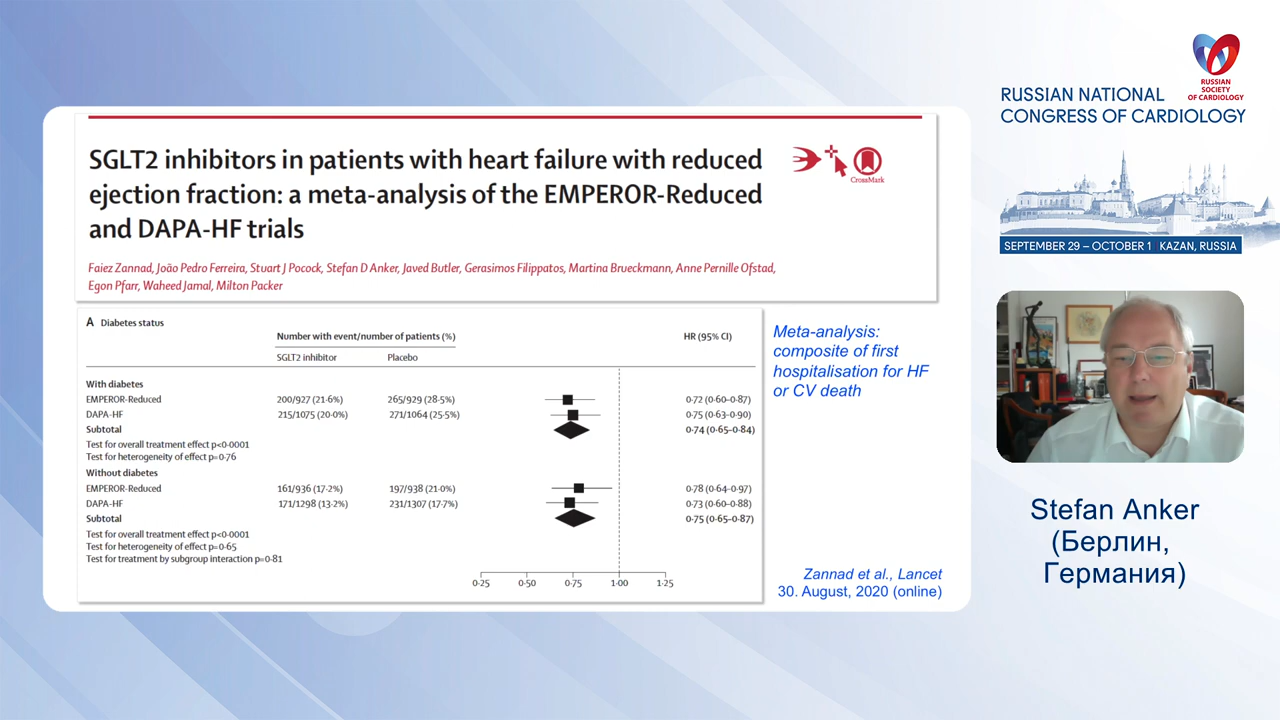 SGLT2 inhibitors in patients with heart failure with reduced
ejection fraction: a meta-analysis of the EMPEROR-Reduced
and DAPA-HF trials
CrossMark
Faiez Zannad, João Pedro Ferreira, Stuart J Pocock, Stefan D Anker, Javed Butler, Gerasimos Filippatos, Martina Brueckmann, Anne Pernille Ofstad,
Egon Pfarr, Waheed Jamal, Milton Packer
A Diabetes status
Number with event/number of patients (%) HR (95% CI)
SGLT2 inhibitor Placebo
With diabetes
EMPEROR-Reduced 200/927 (21·6%) 265/929 (28·5%) 0·72 (0·60-0·87)
DAPA-HF 215/1075 (20·0%) 271/1064 (25·5%) 0·75 (0·63-0·90)
Subtotal 0·74 (0·65-0·84)
Test for overall treatment effect p<0·0001
Test for heterogeneity of effect p=0·76
Without diabetes
EMPEROR-Reduced 161/936 (17·2%) 197/938 (21·0%) 0·78 (0·64-0·97)
DAPA-HF 171/1298 (13·2%) 231/1307 (17·7%) 0·73 (0·60-0·88)
Subtotal 0·75 (0·65-0·87)
Test for overall treatment effect p<0·0001
Test for heterogeneity of effect p=0·65
Test for treatment by subgroup interaction p=0·81
0·25 0·50 0·75 1·00 1·25
Meta-analysis:
composite of first
hospitalisation for HF
or CV death
Zannad et al., Lancet
30. August, 2020 (online)
RUSSIAN
SOCIETY
OF CARDIOLOGY
RUSSIAN NATIONAL
CONGRESS OF CARDIOLOGY
SEPTEMBER 29 – OCTOBER 1 KAZAN, RUSSIA
Stefan Anker
(Берлин,
Германия)